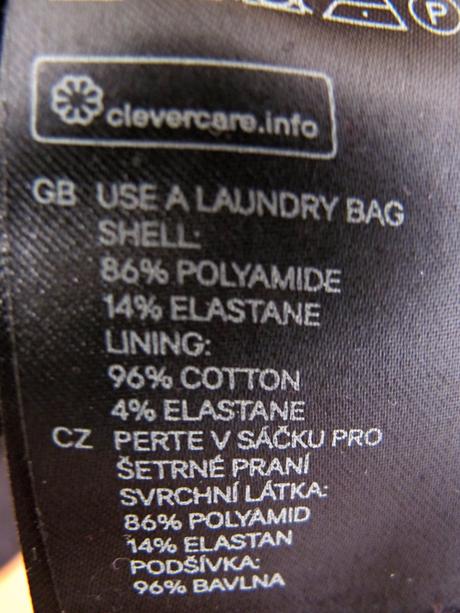 clevercare.info
GB USE A LAUNDRY BAG
SHELL:
86% POLYAMIDE
14% ELASTANE
LINING:
96% COTTON
4% ELASTANE
CZ PERTE V SÁČKU PRO
ŠETRNÉ PRANÍ
SVRCHNÍ LÁTKA:
86% POLYAMID
14% ELASTAN
PODŠÍVKA:
96% BAVLNA